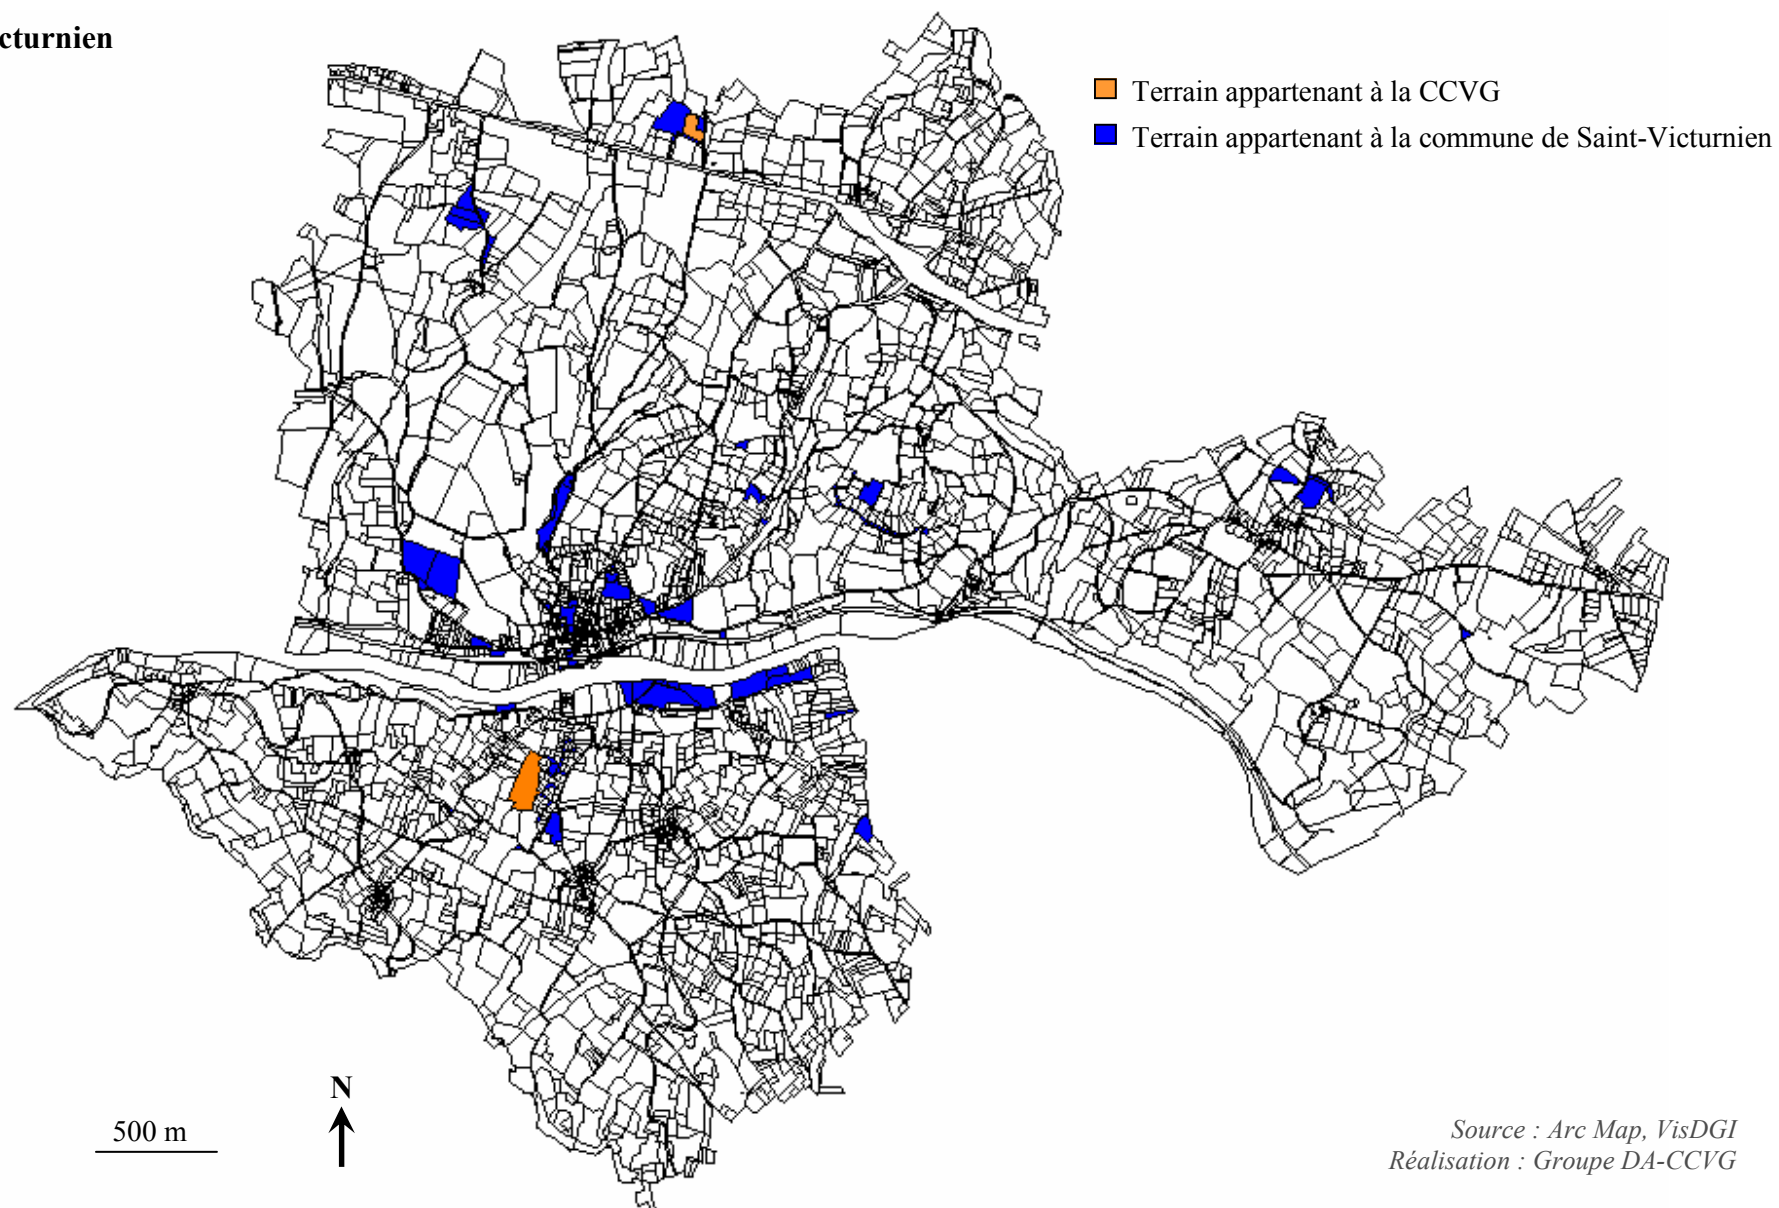 cturnien
Terrain appartenant à la CCVG
Terrain appartenant à la commune de Saint-Victurnien
N
500 m
Source : Arc Map, VisDGI
Réalisation : Groupe DA-CCVG